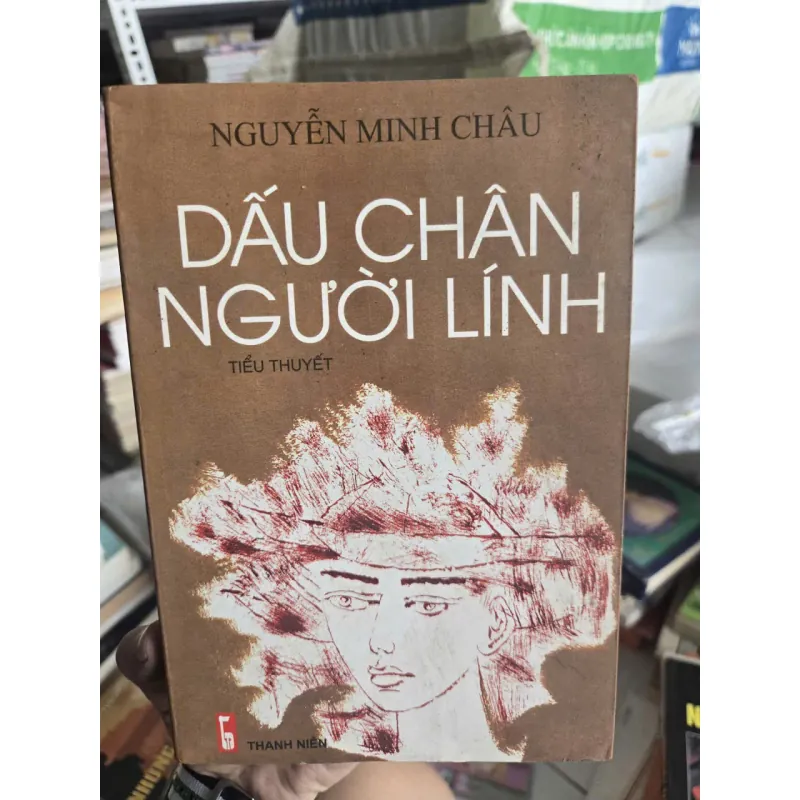 NGUYỄN MINH CHÂU
DẤU CHÂN
NGƯỜI LÍNH
TIỂU THUYẾT
THANH NIÊN